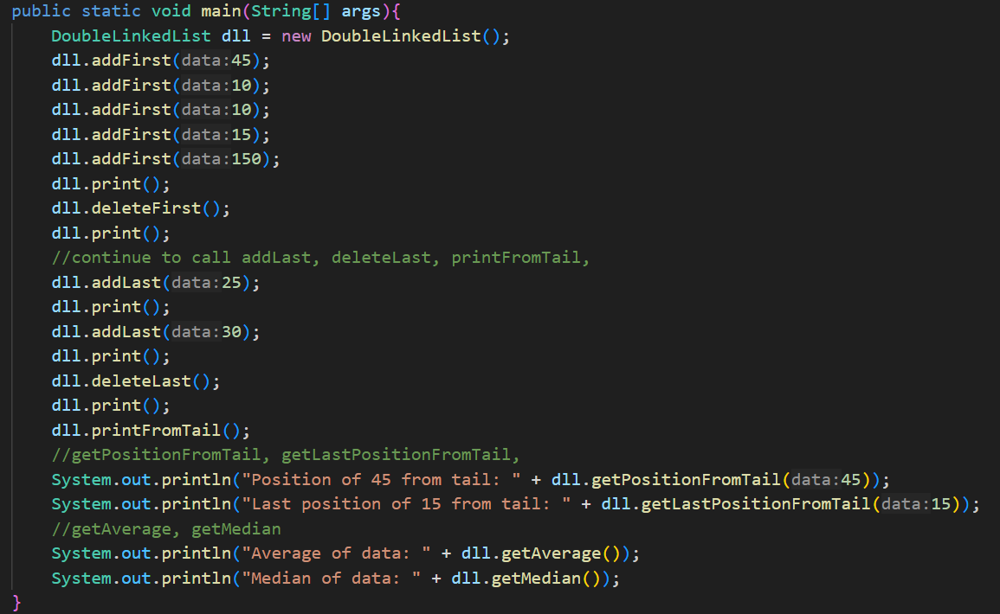 public static void main(String[] args){
    DoubleLinkedList dll = new DoubleLinkedList();
    dll.addFirst(data:45);
    dll.addFirst(data:10);
    dll.addFirst(data:10);
    dll.addFirst(data:15);
    dll.addFirst(data:150);
    dll.print();
    dll.deleteFirst();
    dll.print();
    //continue to call addLast, deleteLast, printFromTail,
    dll.addLast(data:25);
    dll.print();
    dll.addLast(data:30);
    dll.print();
    dll.deleteLast();
    dll.print();
    dll.printFromTail();
    //getPositionFromTail, getLastPositionFromTail,
    System.out.println("Position of 45 from tail: " + dll.getPositionFromTail(data:45));
    System.out.println("Last position of 15 from tail: " + dll.getLastPositionFromTail(data:15));
    //getAverage, getMedian
    System.out.println("Average of data: " + dll.getAverage());
    System.out.println("Median of data: " + dll.getMedian());
}